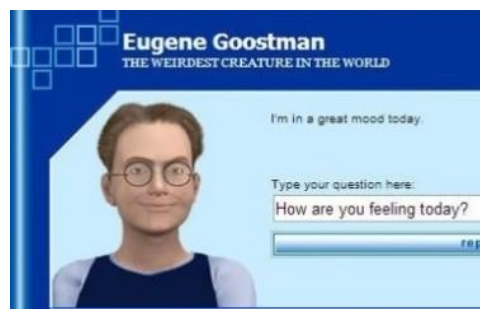 Eugene Goostman
THE WEIRDEST CREATURE IN THE WORLD
I'm in a great mood today.
Type your question here:
How are you feeling today?